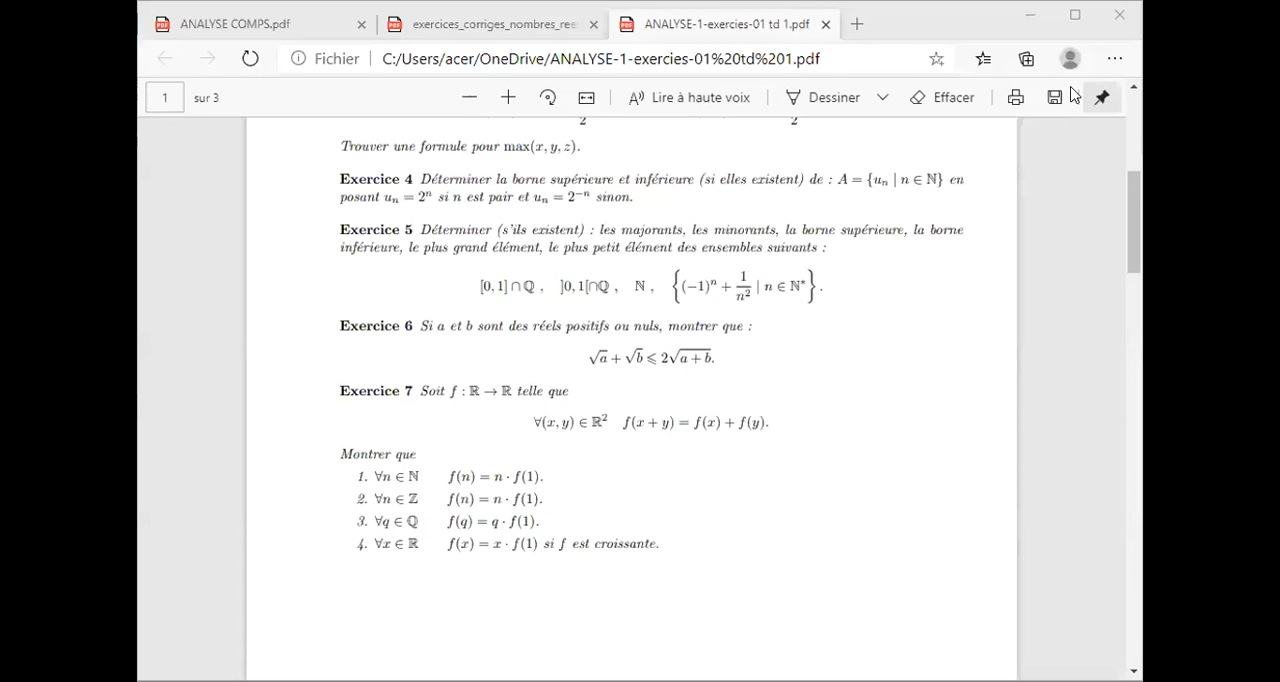 ANALYSE COMPS.pdf
exercices_corriges_nombres_ree
ANALYSE-1-exercies-01 td 1.pdf
Fichier C:/Users/acer/OneDrive/ANALYSE-1-exercies-01%20td%201.pdf
1 sur 3 Lire à haute voix Dessiner Effacer
2 2
Trouver une formule pour max(x, y, z).
Exercice 4 Déterminer la borne supérieure et inférieure (si elles existent) de : A = {uₙ | n ∈ ℕ} en
posant uₙ = 2ⁿ si n est pair et uₙ = 2⁻ⁿ sinon.
Exercice 5 Déterminer (s'ils existent) : les majorants, les minorants, la borne supérieure, la borne
inférieure, le plus grand élément, le plus petit élément des ensembles suivants :
[0, 1] ∩ ℚ , ]0, 1[∩ℚ , ℕ , {(−1)ⁿ + 1/n² | n ∈ ℕ*} .
Exercice 6 Si a et b sont des réels positifs ou nuls, montrer que :
√a + √b ⩽ 2√(a + b).
Exercice 7 Soit f : ℝ → ℝ telle que
∀(x, y) ∈ ℝ² f(x + y) = f(x) + f(y).
Montrer que
1. ∀n ∈ ℕ f(n) = n · f(1).
2. ∀n ∈ ℤ f(n) = n · f(1).
3. ∀q ∈ ℚ f(q) = q · f(1).
4. ∀x ∈ ℝ f(x) = x · f(1) si f est croissante.